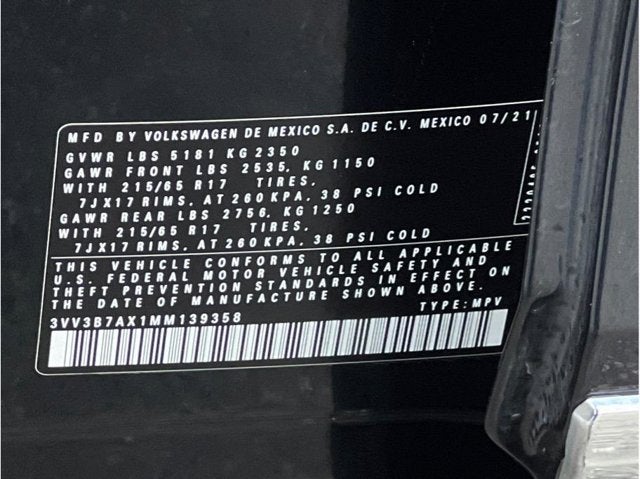 MFD BY VOLKSWAGEN DE MEXICO S.A. DE C.V. MEXICO 07/21
GVWR LBS 5181 KG 2350
GAWR FRONT LBS 2535, KG 1150
WITH 215/65 R17 TIRES,
7JX17 RIMS, AT 260 KPA, 38 PSI COLD
GAWR REAR LBS 2756, KG 1250
WITH 215/65 R17 TIRES,
7JX17 RIMS, AT 260 KPA, 38 PSI COLD
THIS VEHICLE CONFORMS TO ALL APPLICABLE
U.S. FEDERAL MOTOR VEHICLE SAFETY AND
THEFT PREVENTION STANDARDS IN EFFECT ON
THE DATE OF MANUFACTURE SHOWN ABOVE.
3VV3B7AX1MM139358 TYPE: MPV